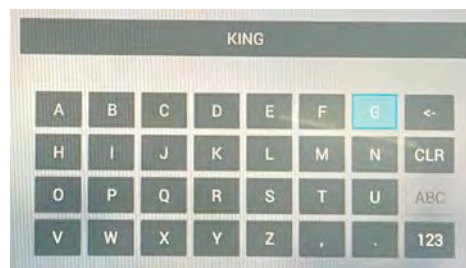 KING
A B C D E F G <-
H I J K L M N CLR
O P Q R S T U ABC
V W X Y Z , . 123